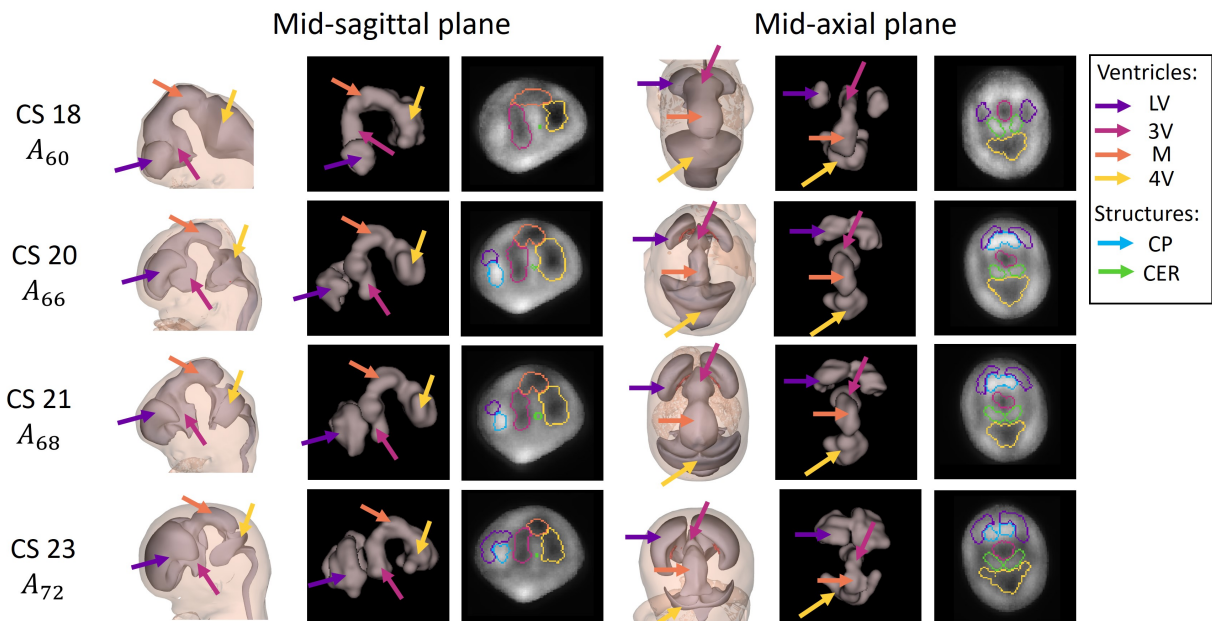 Mid-sagittal plane Mid-axial plane
CS 18
A₆₀
CS 20
A₆₆
CS 21
A₆₈
CS 23
A₇₂
Ventricles:
LV
3V
M
4V
Structures:
CP
CER